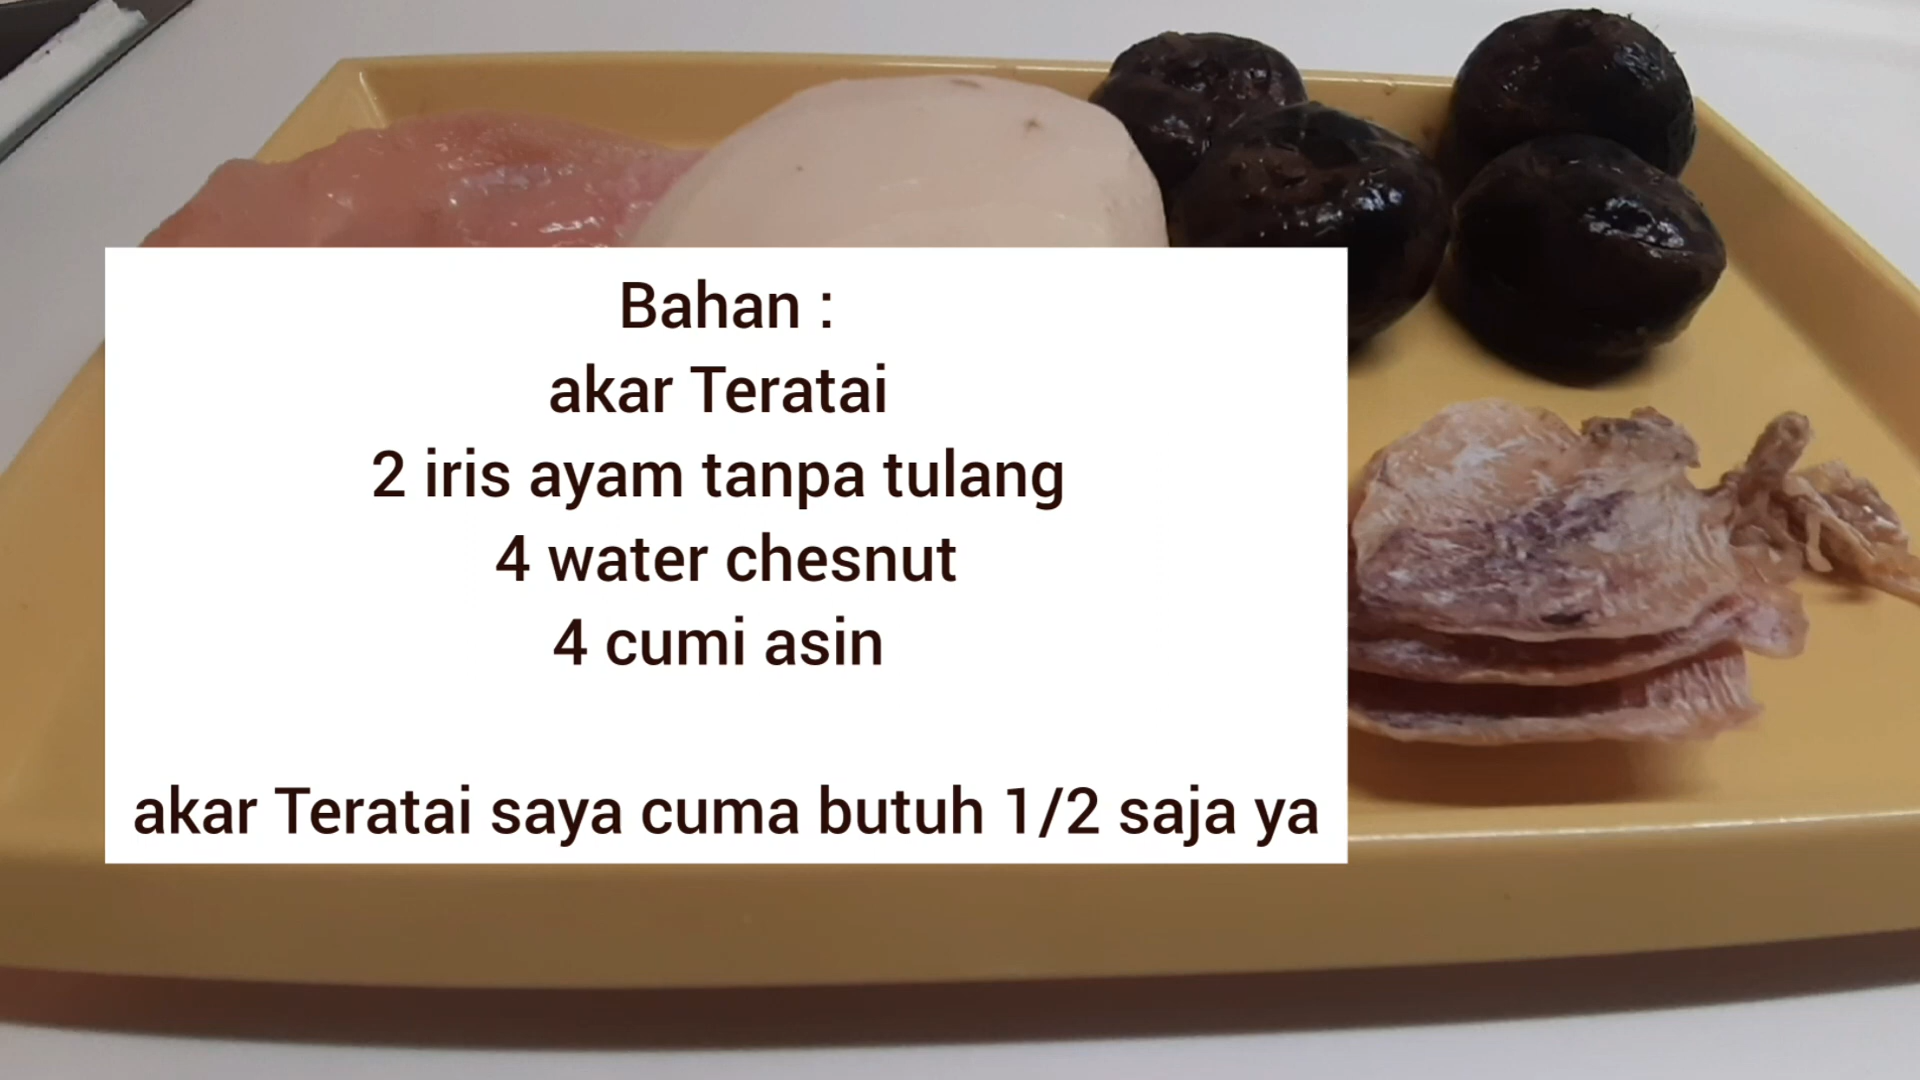 Bahan :
akar Teratai
2 iris ayam tanpa tulang
4 water chesnut
4 cumi asin
akar Teratai saya cuma butuh 1/2 saja ya